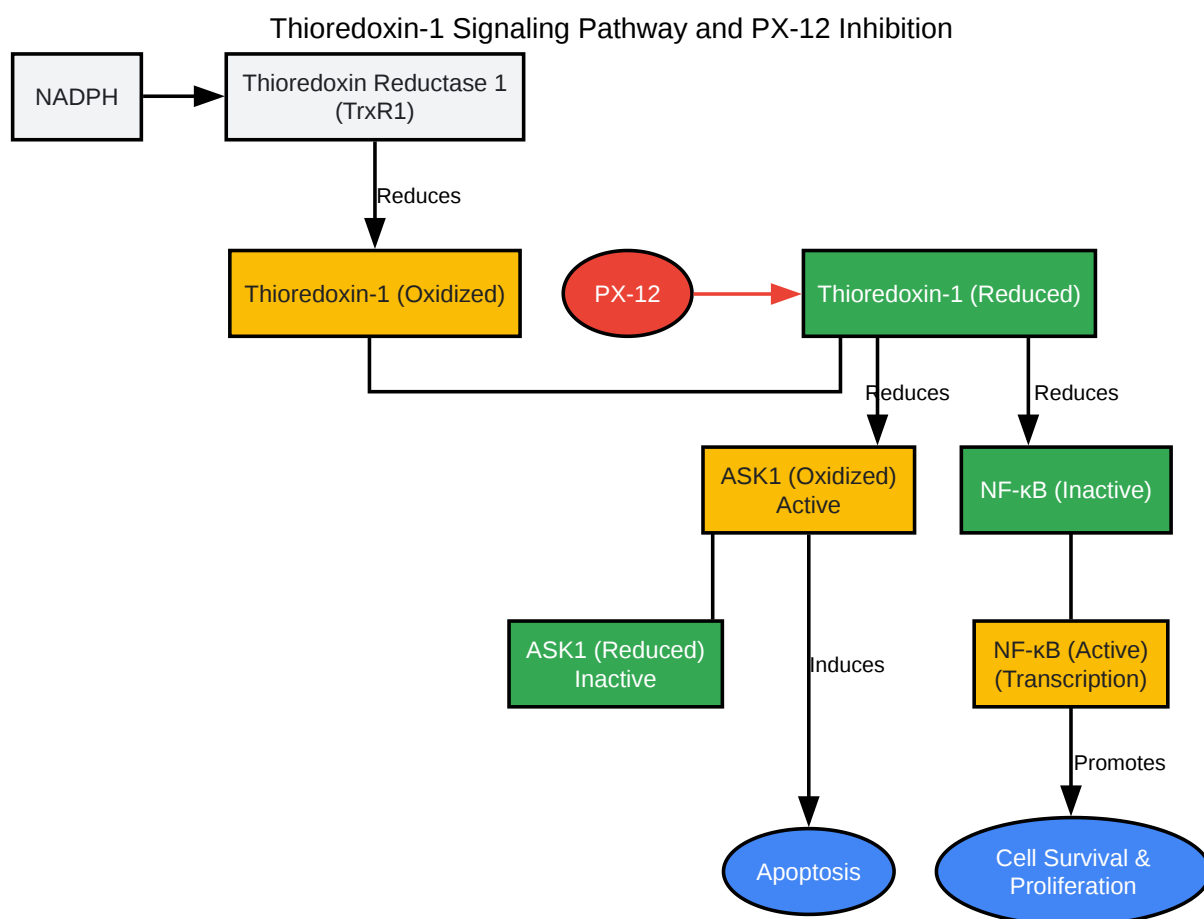 Thioredoxin-1 Signaling Pathway and PX-12 Inhibition
NADPH
Thioredoxin Reductase 1
(TrxR1)
Reduces
Thioredoxin-1 (Oxidized)
PX-12
Thioredoxin-1 (Reduced)
Reduces
Reduces
ASK1 (Oxidized)
Active
NF-κB (Inactive)
ASK1 (Reduced)
Inactive
Induces
NF-κB (Active)
(Transcription)
Promotes
Apoptosis
Cell Survival &
Proliferation